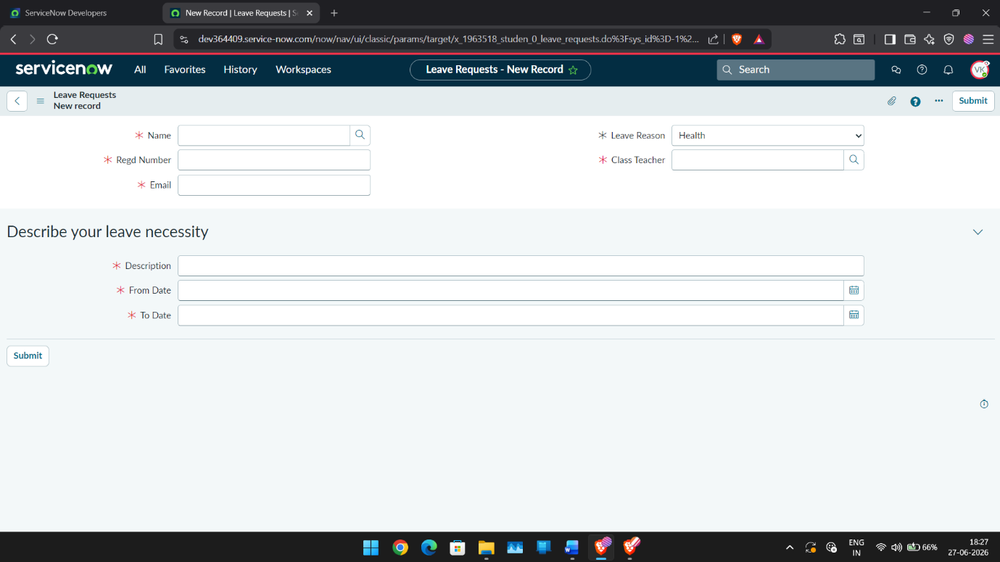 ServiceNow Developers
New Record | Leave Requests | S
dev364409.service-now.com/now/nav/ui/classic/params/target/x_1963518_studen_0_leave_requests.do%3Fsys_id%3D-1%2...
servicenow All Favorites History Workspaces Leave Requests - New Record Search VK
Leave Requests
New record
Submit
* Name
* Leave Reason Health
* Regd Number
* Class Teacher
* Email
Describe your leave necessity
* Description
* From Date
* To Date
Submit
ENG
IN
66%
18:27
27-06-2026